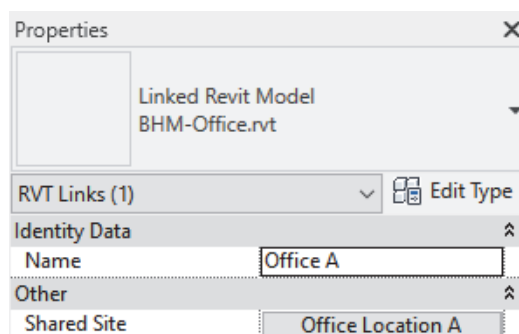 Properties
Linked Revit Model
BHM-Office.rvt
RVT Links (1)
Edit Type
Identity Data
Name Office A
Other
Shared Site Office Location A